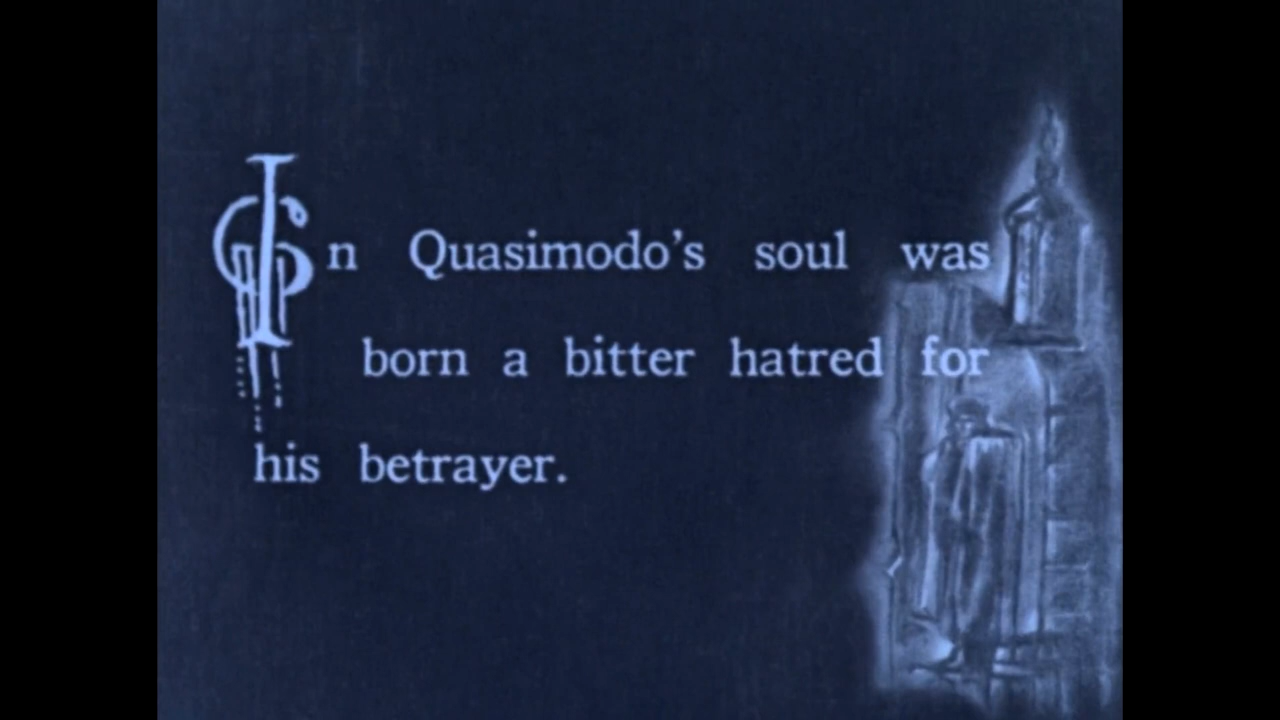 In Quasimodo's soul was
born a bitter hatred for
his betrayer.